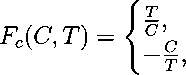 F_c(C, T) = { T/C,
             -C/T,